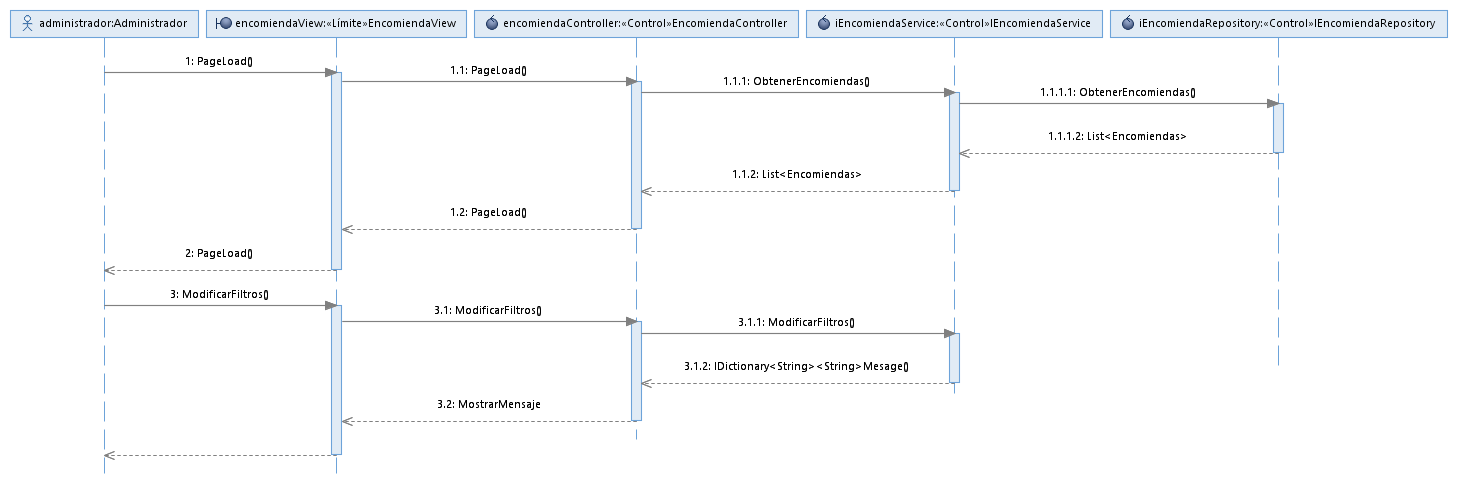 administrador:Administrador
encomiendaView:«Límite»EncomiendaView
encomiendaController:«Control»EncomiendaController
iEncomiendaService:«Control»IEncomiendaService
iEncomiendaRepository:«Control»IEncomiendaRepository
1: PageLoad()
1.1: PageLoad()
1.1.1: ObtenerEncomiendas()
1.1.1.1: ObtenerEncomiendas()
1.1.1.2: List<Encomiendas>
1.1.2: List<Encomiendas>
1.2: PageLoad()
2: PageLoad()
3: ModificarFiltros()
3.1: ModificarFiltros()
3.1.1: ModificarFiltros()
3.1.2: IDictionary<String><String>Mesage()
3.2: MostrarMensaje